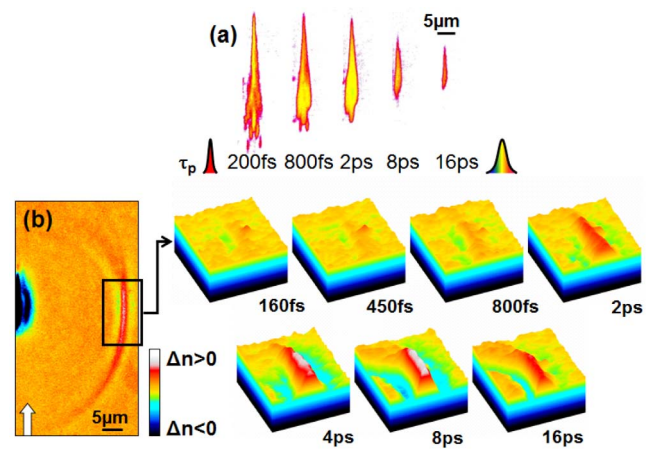 (a)
5µm
τp 200fs 800fs 2ps 8ps 16ps
(b)
160fs 450fs 800fs 2ps
Δn>0
Δn<0
5µm
4ps 8ps 16ps